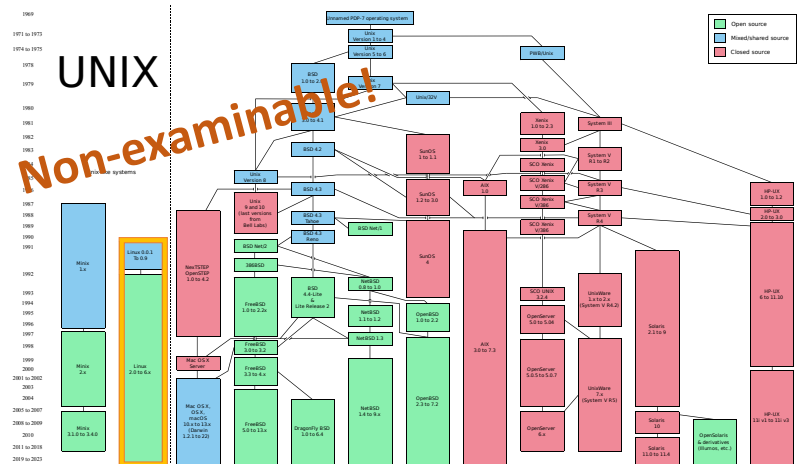 1969
Unnamed PDP-7 operating system
1971 to 1973
Unix
Version 1 to 4
1974 to 1975
Unix
Version 5 to 6
PWB/Unix
Open source
Mixed/shared source
Closed source
UNIX
1978
BSD
1979
Version 7
Unix/32V
1980
1981
to 4.1
Xenix
1.0 to 2.3
System III
1982
Xenix
3.0
1983
BSD 4.2
SunOS
1 to 1.1
SCO Xenix
System V
R1 to R2
Non-examinable!
systems
Unix
Version 8
SCO Xenix
V/286
System V
R3
AIX
1.0
HP-UX
1.0 to 1.2
BSD 4.3
SunOS
1.2 to 3.0
SCO Xenix
V/386
1987
Minix
1.x
Unix
9 and 10
(last versions
from
Bell Labs)
1988
BSD 4.3
Tahoe
BSD Net/1
SCO Xenix
V/386
System V
R4
HP-UX
2.0 to 3.0
1989
BSD 4.3
Reno
1990
1991
Linux 0.0.1
To 0.9
BSD Net/2
NexTSTEP
OpenSTEP
1.0 to 4.2
386BSD
SunOS
4
HP-UX
6 to 11.10
1992
BSD
4.4-Lite
&
Lite Release 2
NetBSD
0.8 to 1.0
1993
SCO UNIX
3.2.4
UnixWare
1.x to 2.x
(System V R4.2)
1994
FreeBSD
1.0 to 2.2x
NetBSD
1.1 to 1.2
OpenBSD
1.0 to 2.2
OpenServer
5.0 to 5.04
Solaris
2.1 to 9
1995
1996
1997
NetBSD 1.3
1998
FreeBSD
3.0 to 3.2
AIX
3.0 to 7.3
1999
Mac OS X
Server
2000
Minix
2.x
Linux
2.0 to 6.x
FreeBSD
3.3 to 4.x
OpenServer
5.0.5 to 5.0.7
2001 to 2002
2003
UnixWare
7.x
(System V R5)
2004
Mac OS X,
OS X,
macOS
10.x to 13.x
(Darwin
1.2.1 to 22)
NetBSD
1.4 to 9.x
OpenBSD
2.3 to 7.2
2005 to 2007
FreeBSD
5.0 to 13.x
DragonFly BSD
1.0 to 6.4
HP-UX
11i v1 to 11i v3
2008 to 2009
Solaris
10
2010
Minix
3.1.0 to 3.4.0
OpenServer
6.x
OpenSolaris
& derivatives
(illumos, etc.)
2011 to 2018
Solaris
11.0 to 11.4
2019 to 2023